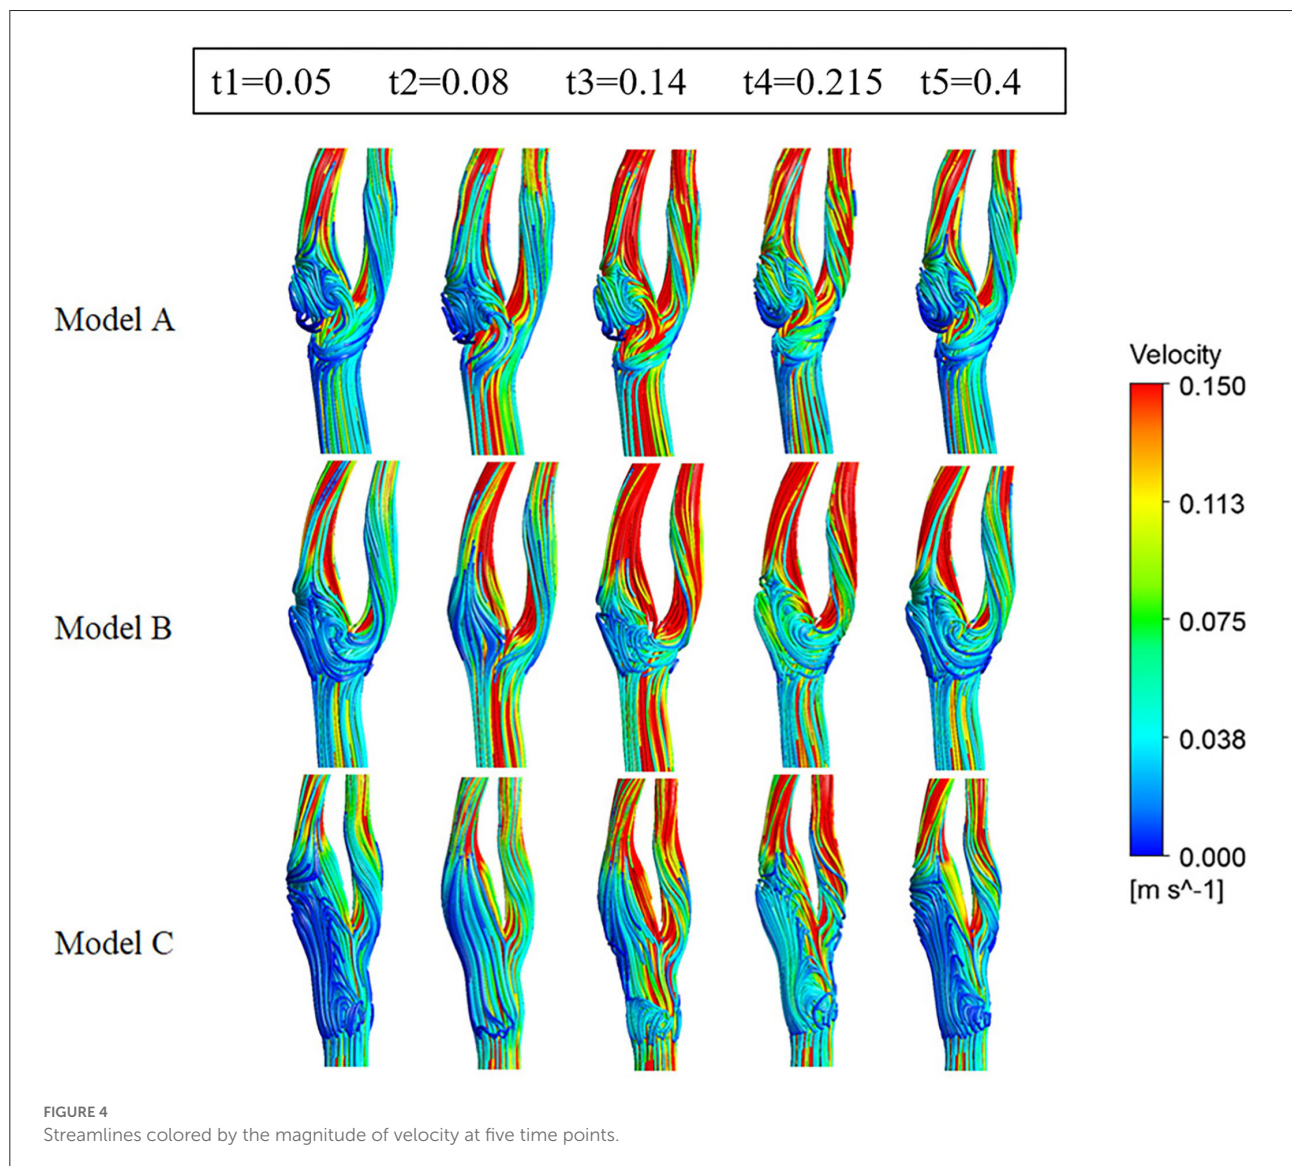 t1=0.05 t2=0.08 t3=0.14 t4=0.215 t5=0.4
Model A
Model B
Model C
Velocity
0.150
0.113
0.075
0.038
0.000
[m s^-1]
FIGURE 4
Streamlines colored by the magnitude of velocity at five time points.